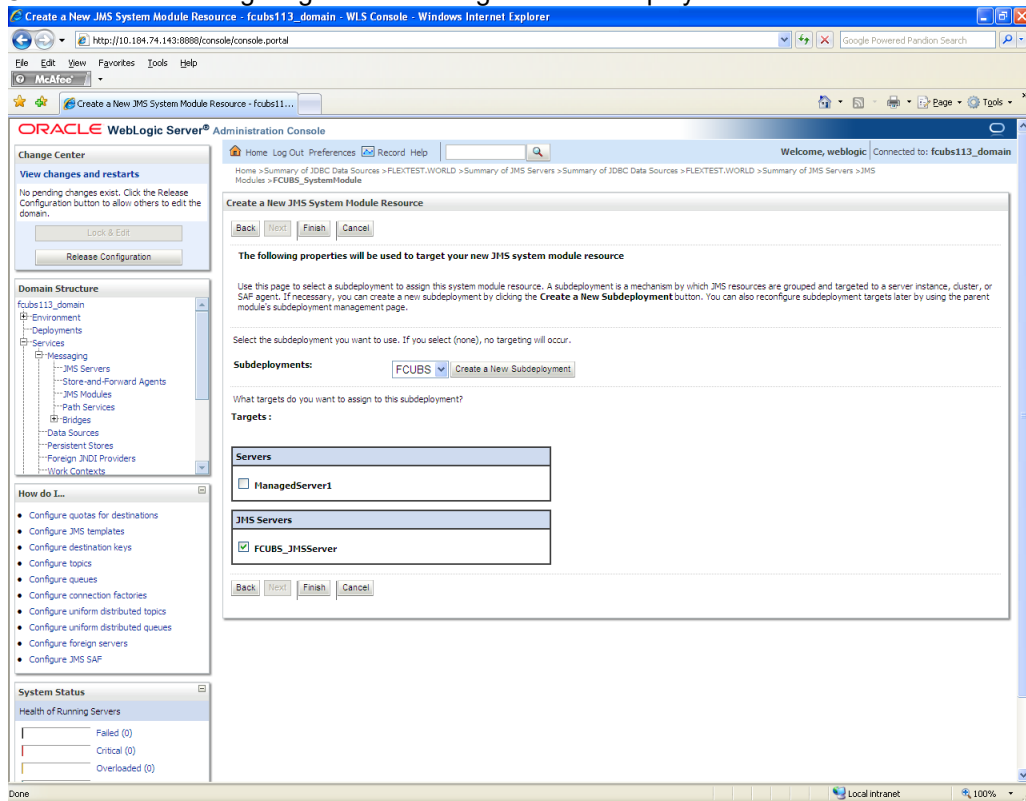 Create a New JMS System Module Resource - fcubs113_domain - WLS Console - Windows Internet Explorer
http://10.184.74.143:8888/console/console.portal
Google Powered Pandion Search
File Edit View Favorites Tools Help
McAfee
Create a New JMS System Module Resource - fcubs11...
Page Tools
ORACLE WebLogic Server® Administration Console
Change Center
View changes and restarts
No pending changes exist. Click the Release
Configuration button to allow others to edit the
domain.
Lock & Edit
Release Configuration
Domain Structure
fcubs113_domain
Environment
Deployments
Services
Messaging
JMS Servers
Store-and-Forward Agents
JMS Modules
Path Services
Bridges
Data Sources
Persistent Stores
Foreign JNDI Providers
Work Contexts
How do I...
Configure quotas for destinations
Configure JMS templates
Configure destination keys
Configure topics
Configure queues
Configure connection factories
Configure uniform distributed topics
Configure uniform distributed queues
Configure foreign servers
Configure JMS SAF
System Status
Health of Running Servers
Failed (0)
Critical (0)
Overloaded (0)
Home Log Out Preferences Record Help
Welcome, weblogic Connected to: fcubs113_domain
Home >Summary of JDBC Data Sources >FLEXTEST.WORLD >Summary of JMS Servers >Summary of JDBC Data Sources >FLEXTEST.WORLD >Summary of JMS Servers >JMS
Modules >FCUBS_SystemModule
Create a New JMS System Module Resource
Back Next Finish Cancel
The following properties will be used to target your new JMS system module resource
Use this page to select a subdeployment to assign this system module resource. A subdeployment is a mechanism by which JMS resources are grouped and targeted to a server instance, cluster, or
SAF agent. If necessary, you can create a new subdeployment by clicking the Create a New Subdeployment button. You can also reconfigure subdeployment targets later by using the parent
module's subdeployment management page.
Select the subdeployment you want to use. If you select (none), no targeting will occur.
Subdeployments: FCUBS Create a New Subdeployment
What targets do you want to assign to this subdeployment?
Targets :
Servers
ManagedServer1
JMS Servers
FCUBS_JMSServer
Back Next Finish Cancel
Done Local intranet 100%